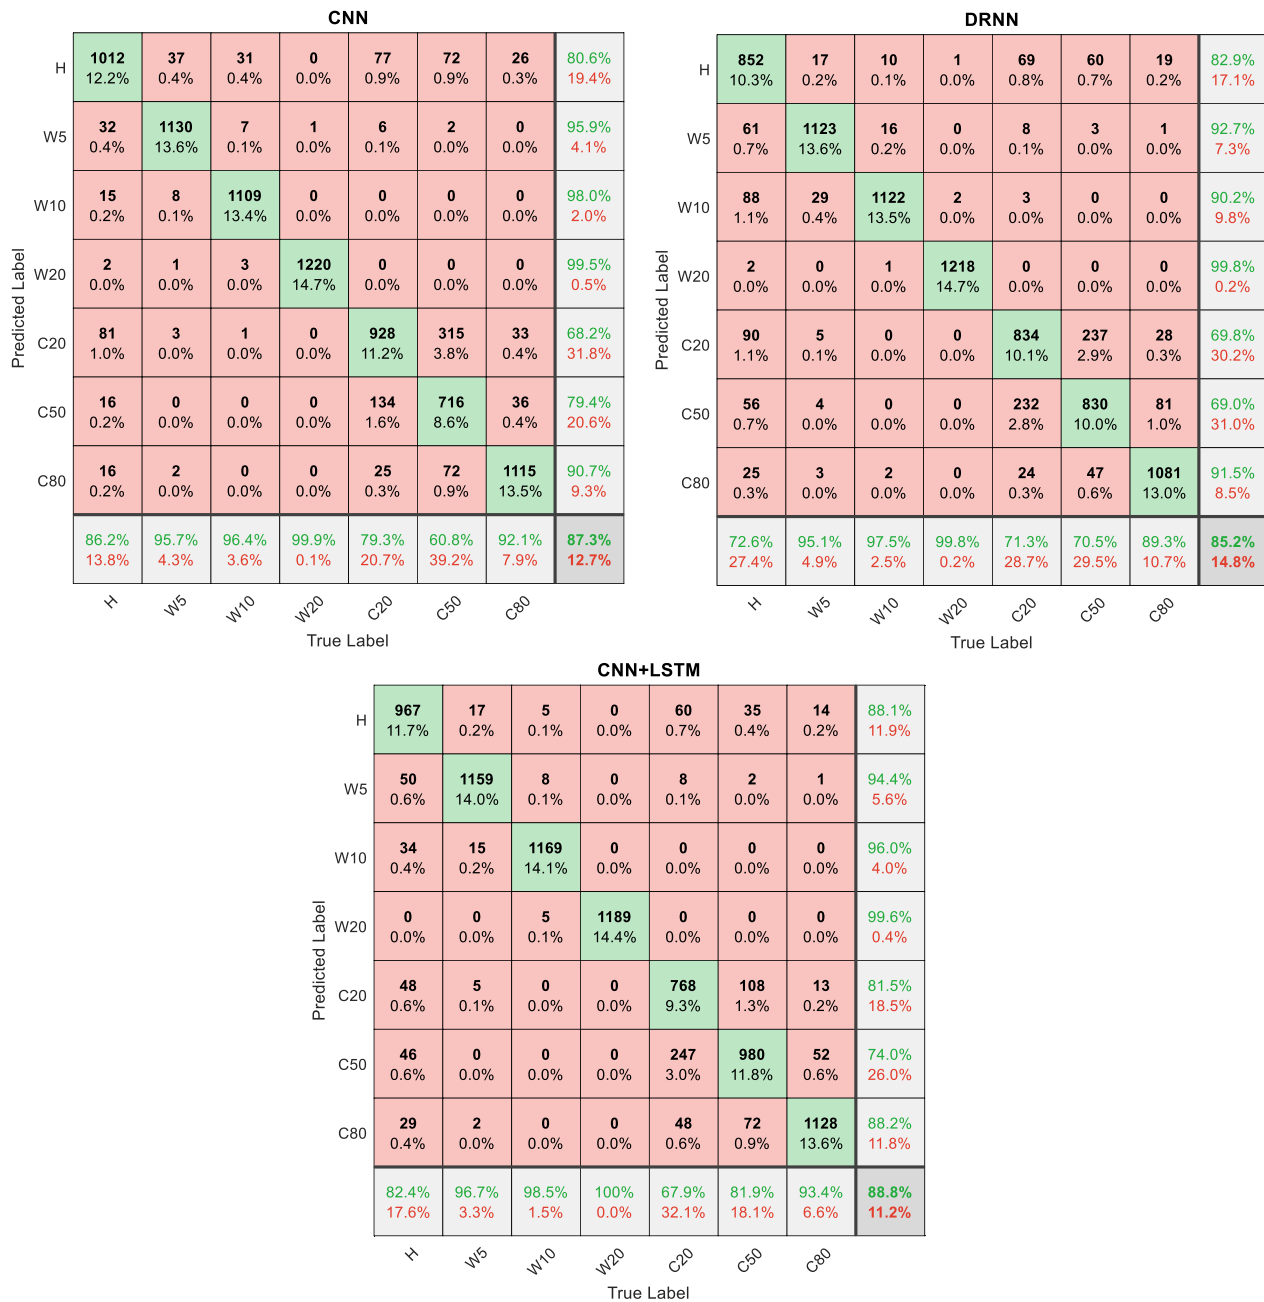 CNN
H 1012 37 31 0 77 72 26 80.6%
12.2% 0.4% 0.4% 0.0% 0.9% 0.9% 0.3% 19.4%
W5 32 1130 7 1 6 2 0 95.9%
0.4% 13.6% 0.1% 0.0% 0.1% 0.0% 0.0% 4.1%
W10 15 8 1109 0 0 0 0 98.0%
0.2% 0.1% 13.4% 0.0% 0.0% 0.0% 0.0% 2.0%
W20 2 1 3 1220 0 0 0 99.5%
0.0% 0.0% 0.0% 14.7% 0.0% 0.0% 0.0% 0.5%
C20 81 3 1 0 928 315 33 68.2%
1.0% 0.0% 0.0% 0.0% 11.2% 3.8% 0.4% 31.8%
C50 16 0 0 0 134 716 36 79.4%
0.2% 0.0% 0.0% 0.0% 1.6% 8.6% 0.4% 20.6%
C80 16 2 0 0 25 72 1115 90.7%
0.2% 0.0% 0.0% 0.0% 0.3% 0.9% 13.5% 9.3%
86.2% 95.7% 96.4% 99.9% 79.3% 60.8% 92.1% 87.3%
13.8% 4.3% 3.6% 0.1% 20.7% 39.2% 7.9% 12.7%
H W5 W10 W20 C20 C50 C80
True Label
Predicted Label
DRNN
H 852 17 10 1 69 60 19 82.9%
10.3% 0.2% 0.1% 0.0% 0.8% 0.7% 0.2% 17.1%
W5 61 1123 16 0 8 3 1 92.7%
0.7% 13.6% 0.2% 0.0% 0.1% 0.0% 0.0% 7.3%
W10 88 29 1122 2 3 0 0 90.2%
1.1% 0.4% 13.5% 0.0% 0.0% 0.0% 0.0% 9.8%
W20 2 0 1 1218 0 0 0 99.8%
0.0% 0.0% 0.0% 14.7% 0.0% 0.0% 0.0% 0.2%
C20 90 5 0 0 834 237 28 69.8%
1.1% 0.1% 0.0% 0.0% 10.1% 2.9% 0.3% 30.2%
C50 56 4 0 0 232 830 81 69.0%
0.7% 0.0% 0.0% 0.0% 2.8% 10.0% 1.0% 31.0%
C80 25 3 2 0 24 47 1081 91.5%
0.3% 0.0% 0.0% 0.0% 0.3% 0.6% 13.0% 8.5%
72.6% 95.1% 97.5% 99.8% 71.3% 70.5% 89.3% 85.2%
27.4% 4.9% 2.5% 0.2% 28.7% 29.5% 10.7% 14.8%
H W5 W10 W20 C20 C50 C80
True Label
Predicted Label
CNN+LSTM
H 967 17 5 0 60 35 14 88.1%
11.7% 0.2% 0.1% 0.0% 0.7% 0.4% 0.2% 11.9%
W5 50 1159 8 0 8 2 1 94.4%
0.6% 14.0% 0.1% 0.0% 0.1% 0.0% 0.0% 5.6%
W10 34 15 1169 0 0 0 0 96.0%
0.4% 0.2% 14.1% 0.0% 0.0% 0.0% 0.0% 4.0%
W20 0 0 5 1189 0 0 0 99.6%
0.0% 0.0% 0.1% 14.4% 0.0% 0.0% 0.0% 0.4%
C20 48 5 0 0 768 108 13 81.5%
0.6% 0.1% 0.0% 0.0% 9.3% 1.3% 0.2% 18.5%
C50 46 0 0 0 247 980 52 74.0%
0.6% 0.0% 0.0% 0.0% 3.0% 11.8% 0.6% 26.0%
C80 29 2 0 0 48 72 1128 88.2%
0.4% 0.0% 0.0% 0.0% 0.6% 0.9% 13.6% 11.8%
82.4% 96.7% 98.5% 100% 67.9% 81.9% 93.4% 88.8%
17.6% 3.3% 1.5% 0.0% 32.1% 18.1% 6.6% 11.2%
H W5 W10 W20 C20 C50 C80
True Label
Predicted Label